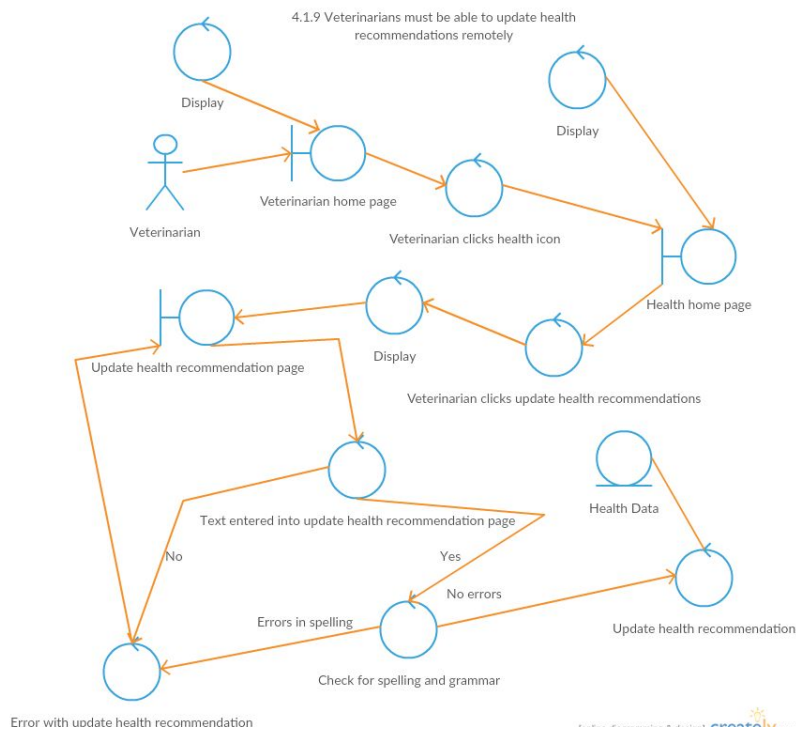 4.1.9 Veterinarians must be able to update health
recommendations remotely
Display
Display
Veterinarian home page
Veterinarian
Veterinarian clicks health icon
Health home page
Display
Update health recommendation page
Veterinarian clicks update health recommendations
Health Data
Text entered into update health recommendation page
No
Yes
No errors
Errors in spelling
Update health recommendation
Check for spelling and grammar
Error with update health recommendation